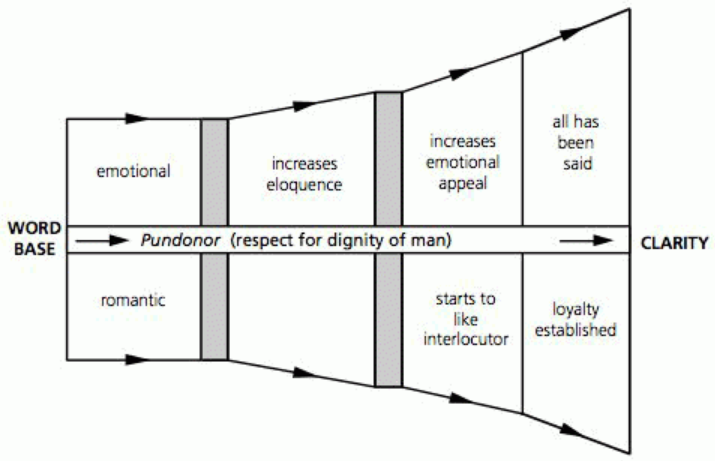 emotional
increases
eloquence
increases
emotional
appeal
all has
been
said
WORD
BASE
Pundonor (respect for dignity of man)
CLARITY
romantic
starts to
like
interlocutor
loyalty
established